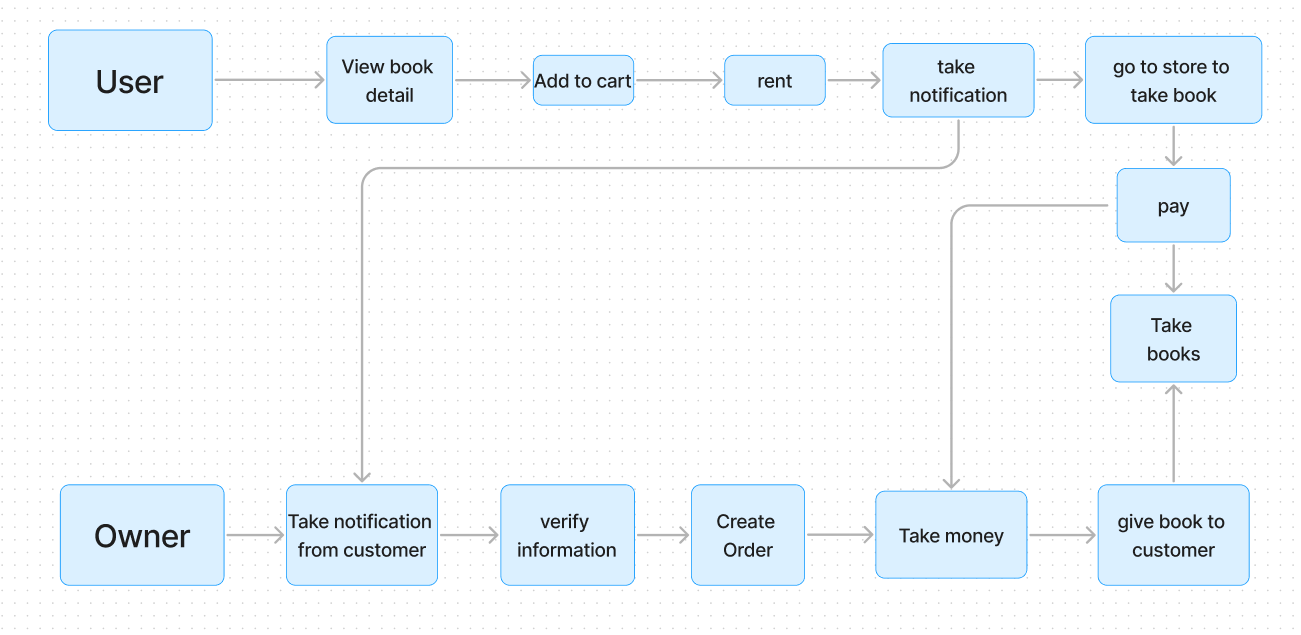 User
View book
detail
Add to cart
rent
take
notification
go to store to
take book
pay
Take
books
Owner
Take notification
from customer
verify
information
Create
Order
Take money
give book to
customer